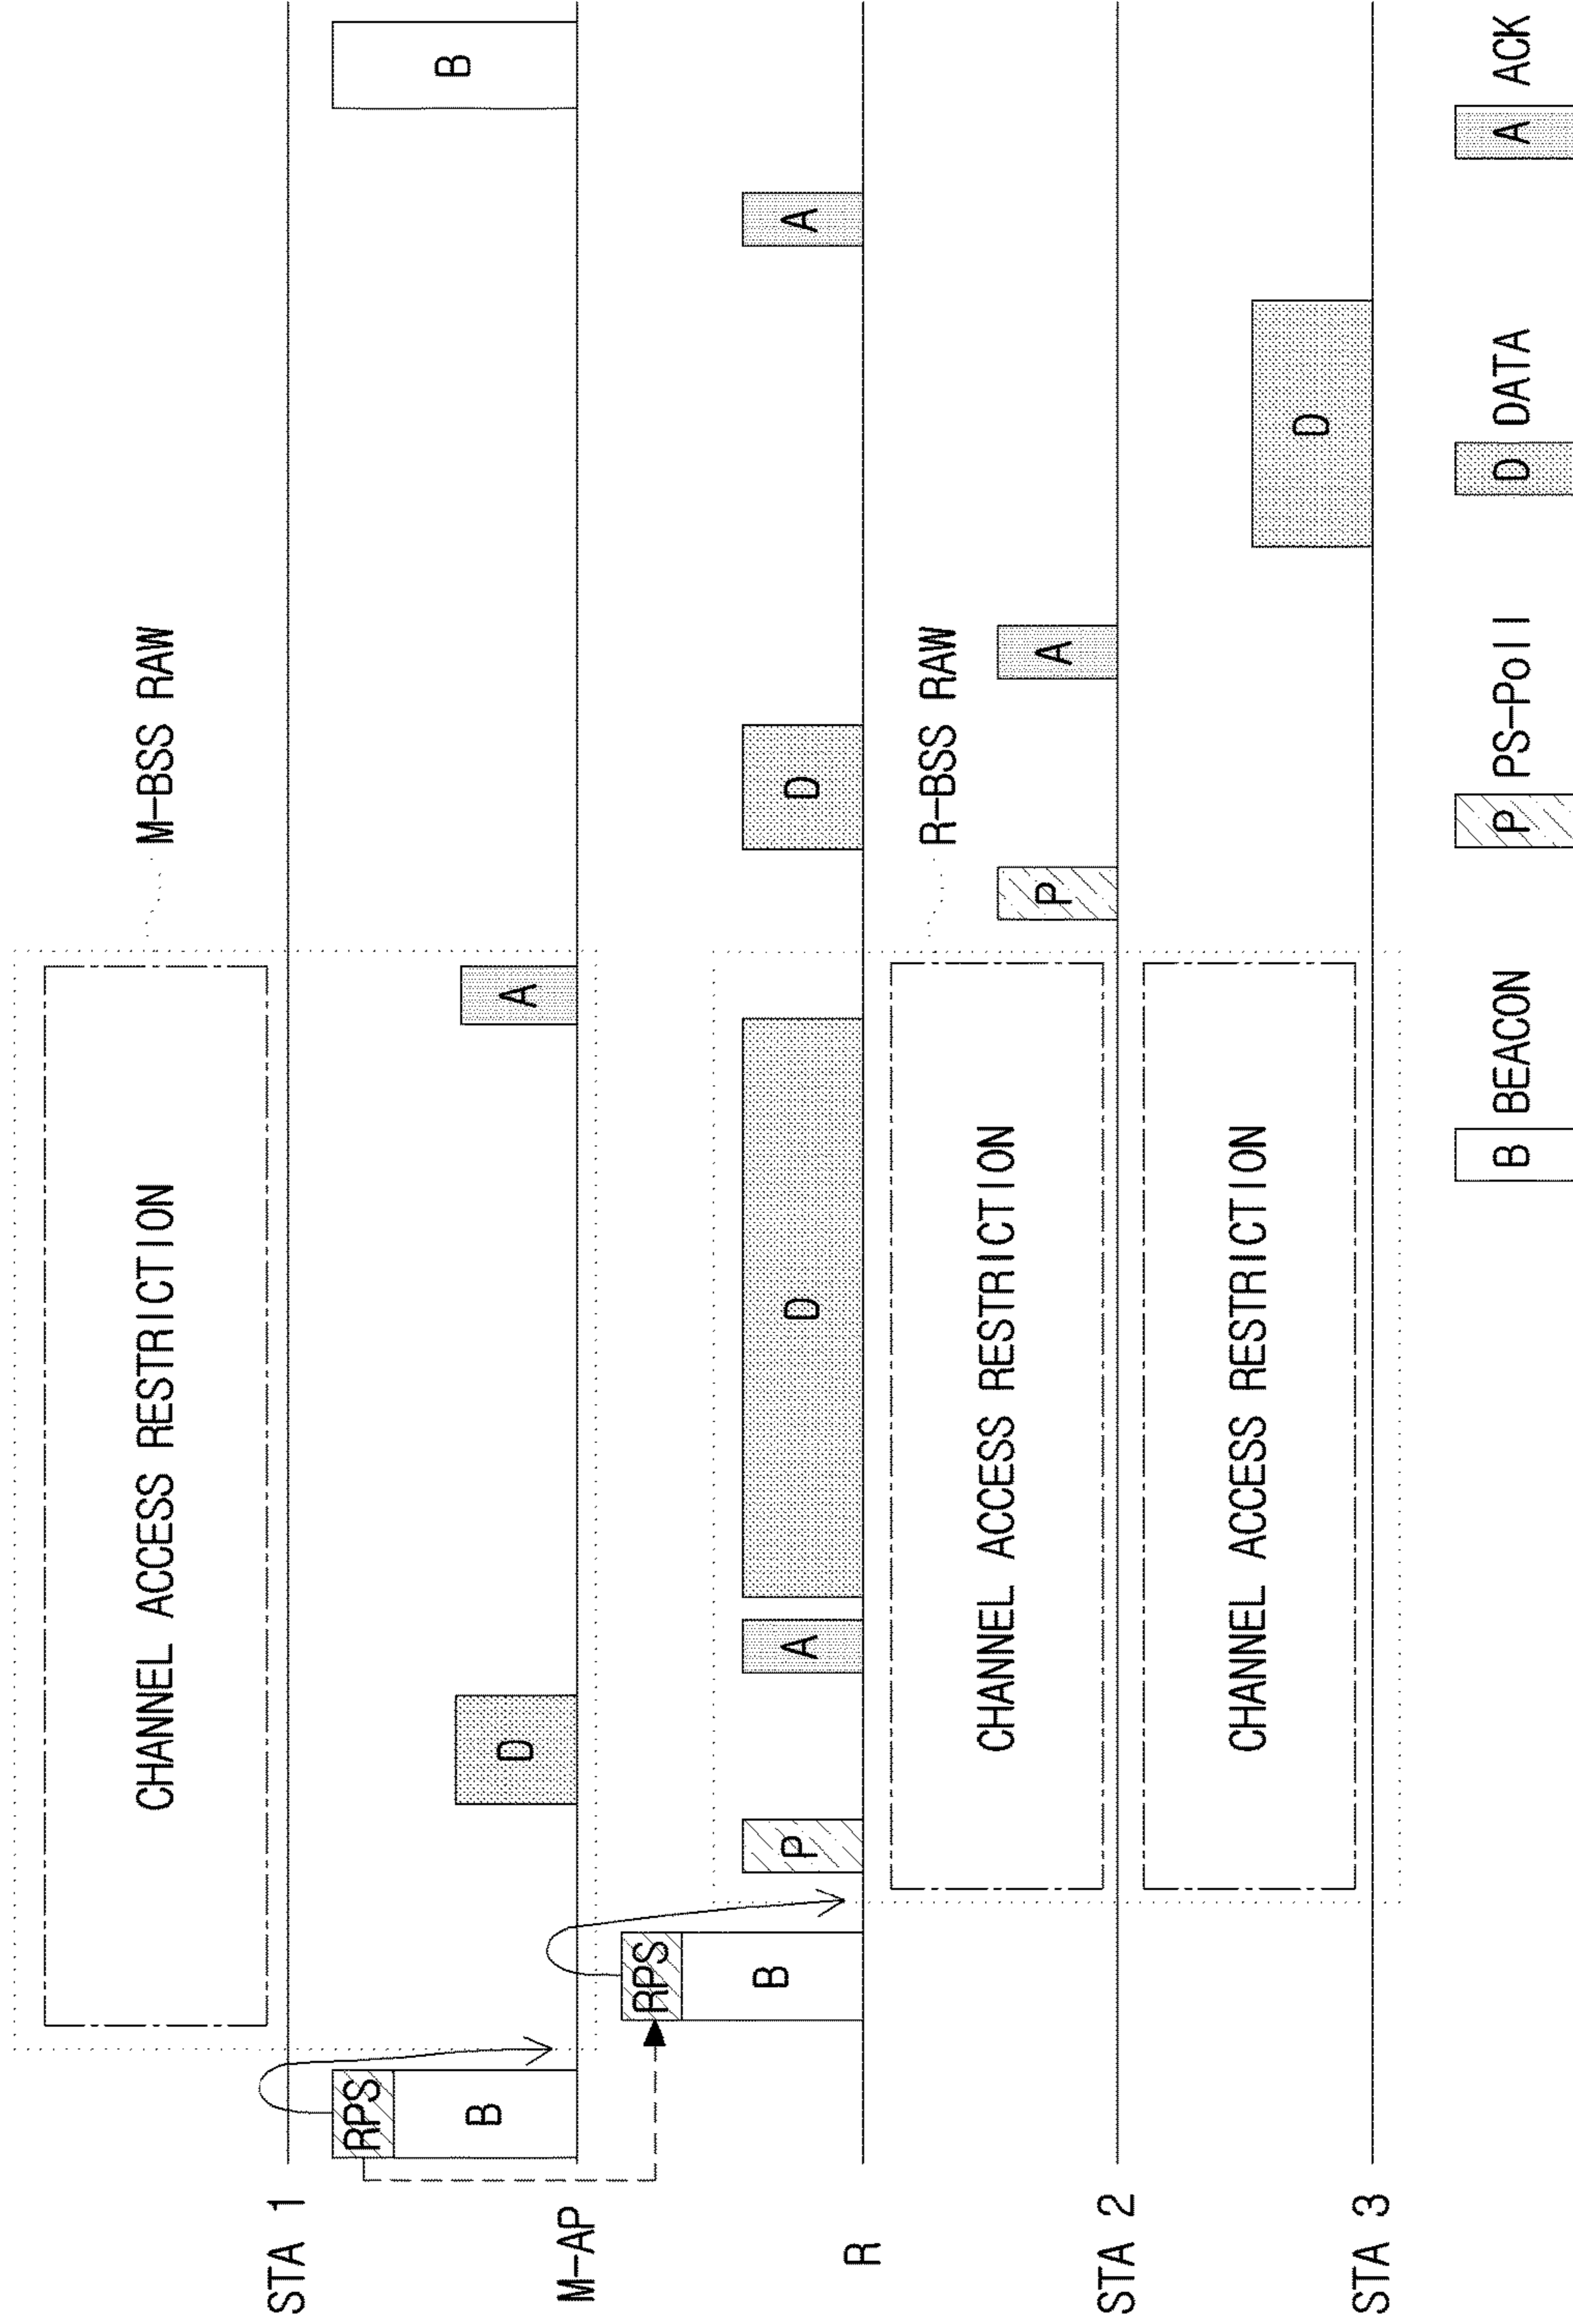 M-BSS RAW
CHANNEL ACCESS RESTRICTION
STA 1
RPS
B
D
A
B
M-AP
RPS
B
P
A
D
D
A
R
R-BSS RAW
CHANNEL ACCESS RESTRICTION
P
A
STA 2
CHANNEL ACCESS RESTRICTION
D
STA 3
B BEACON
P PS-Poll
D DATA
A ACK